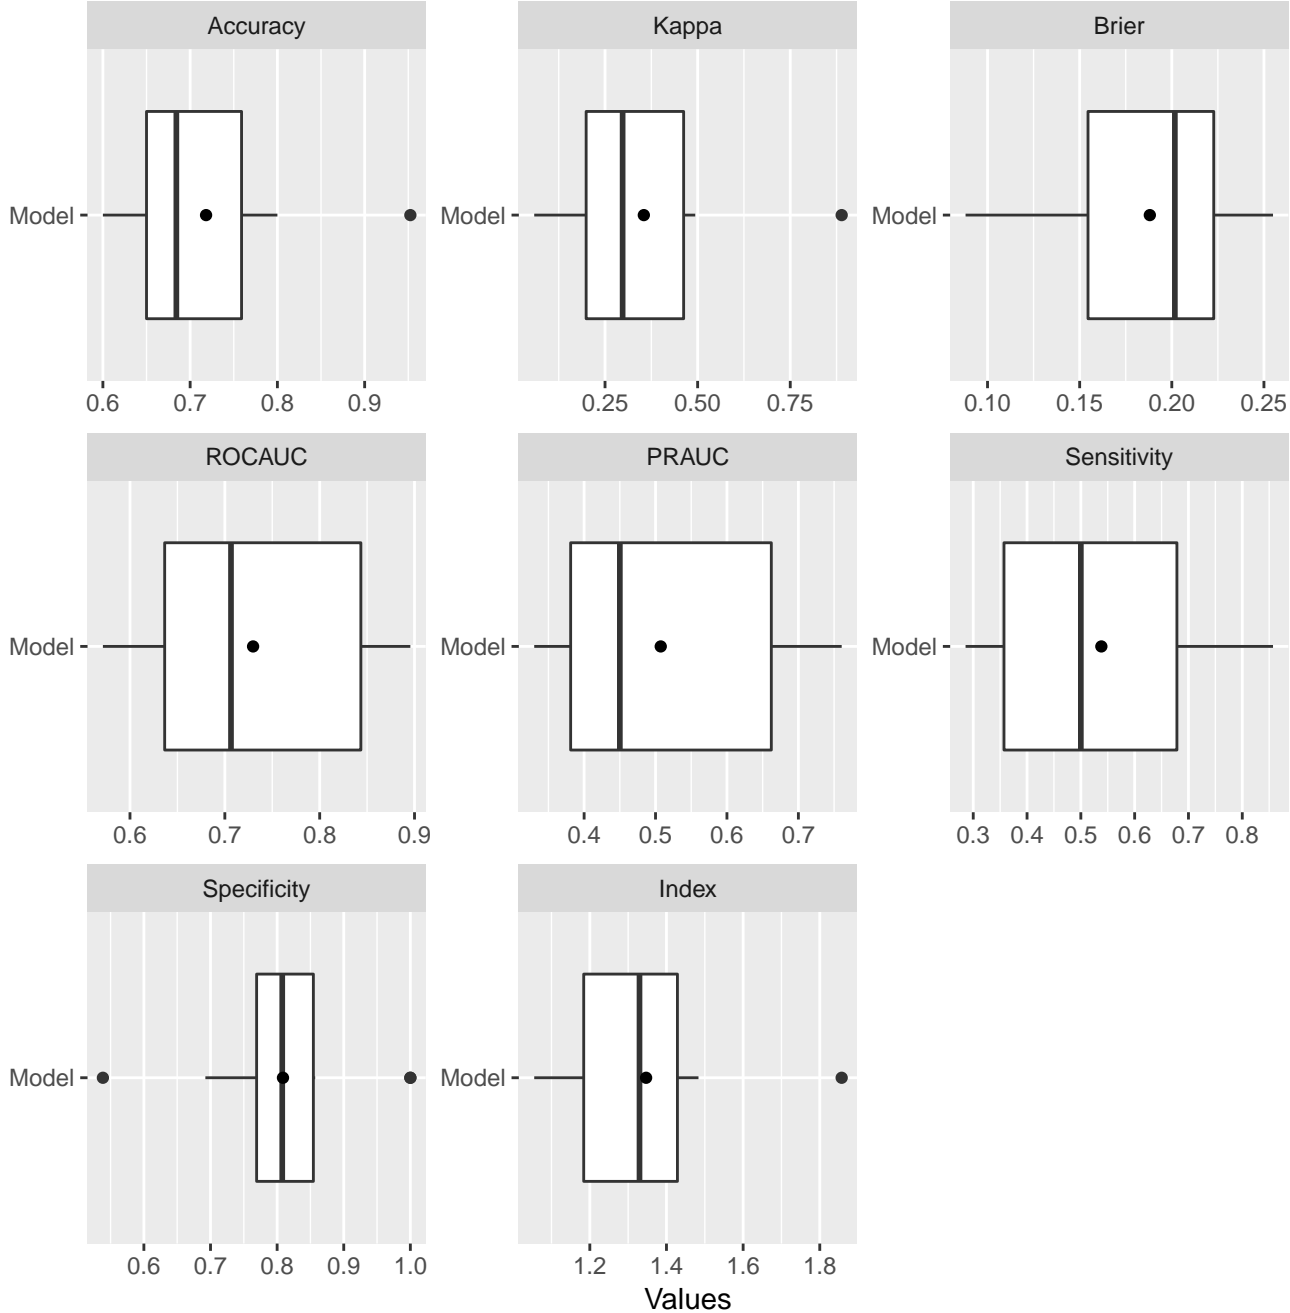 Accuracy Kappa Brier
Model Model Model
0.6 0.7 0.8 0.9 0.25 0.50 0.75 0.10 0.15 0.20 0.25
ROCAUC PRAUC Sensitivity
Model Model Model
0.6 0.7 0.8 0.9 0.4 0.5 0.6 0.7 0.3 0.4 0.5 0.6 0.7 0.8
Specificity Index
Model Model
0.6 0.7 0.8 0.9 1.0 1.2 1.4 1.6 1.8
Values